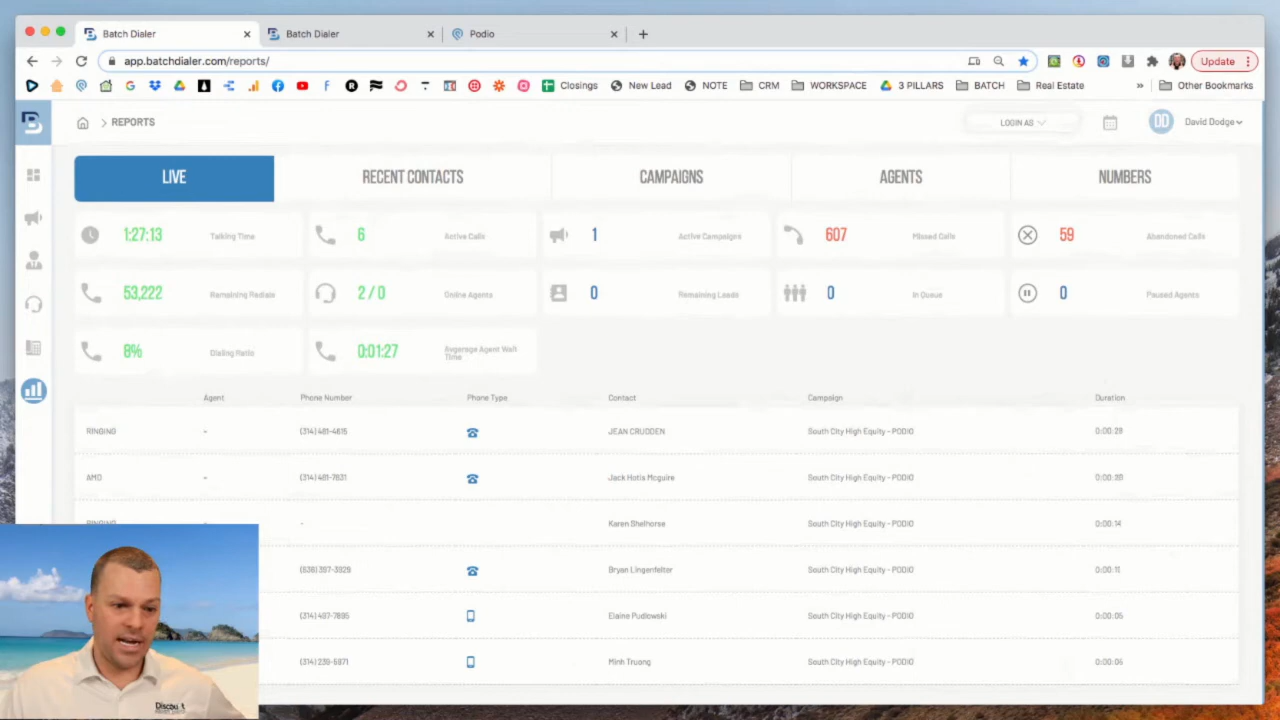 Batch Dialer
Batch Dialer
Podio
app.batchdialer.com/reports/
Update
Closings
New Lead
NOTE
CRM
WORKSPACE
3 PILLARS
BATCH
Real Estate
»
Other Bookmarks
> REPORTS
LOGIN AS
DD
David Dodge
LIVE
RECENT CONTACTS
CAMPAIGNS
AGENTS
NUMBERS
1:27:13 Talking Time
6 Active Calls
1 Active Campaigns
607 Missed Calls
59 Abandoned Calls
53,222 Remaining Redials
2 / 0 Online Agents
0 Remaining Leads
0 In Queue
0 Paused Agents
8% Dialing Ratio
0:01:27 Avgerage Agent Wait
Time
Agent Phone Number Phone Type Contact Campaign Duration
RINGING - (314) 481-4615 JEAN CRUDDEN South City High Equity - PODIO 0:00:29
AMD - (314) 481-7831 Jack Hotis Mcguire South City High Equity - PODIO 0:00:26
RINGING - Karen Shelhorse South City High Equity - PODIO 0:00:14
(636) 397-3929 Bryan Lingenfelter South City High Equity - PODIO 0:00:11
(314) 497-7895 Elaine Pudlowski South City High Equity - PODIO 0:00:05
(314) 239-6871 Minh Truong South City High Equity - PODIO 0:00:04